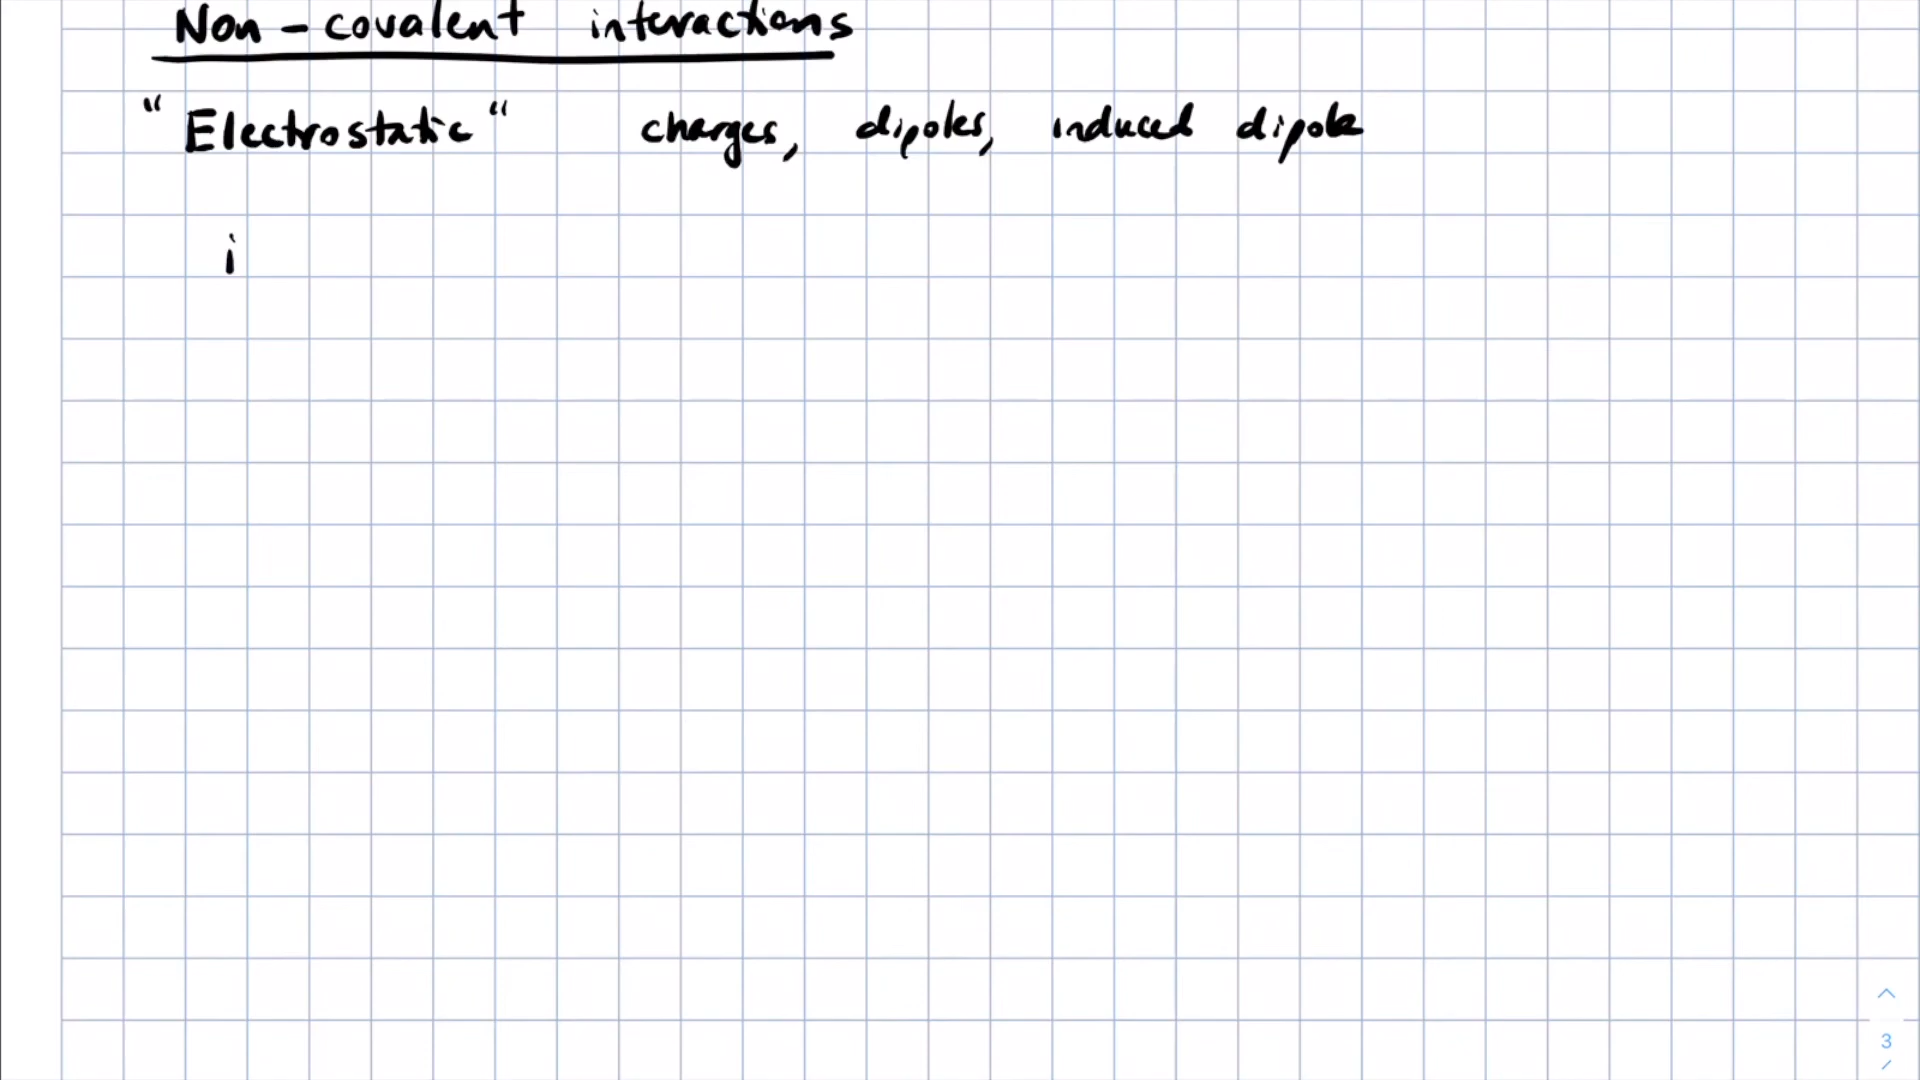 Non-covalent interactions
"Electrostatic" charges, dipoles, induced dipole
i
3